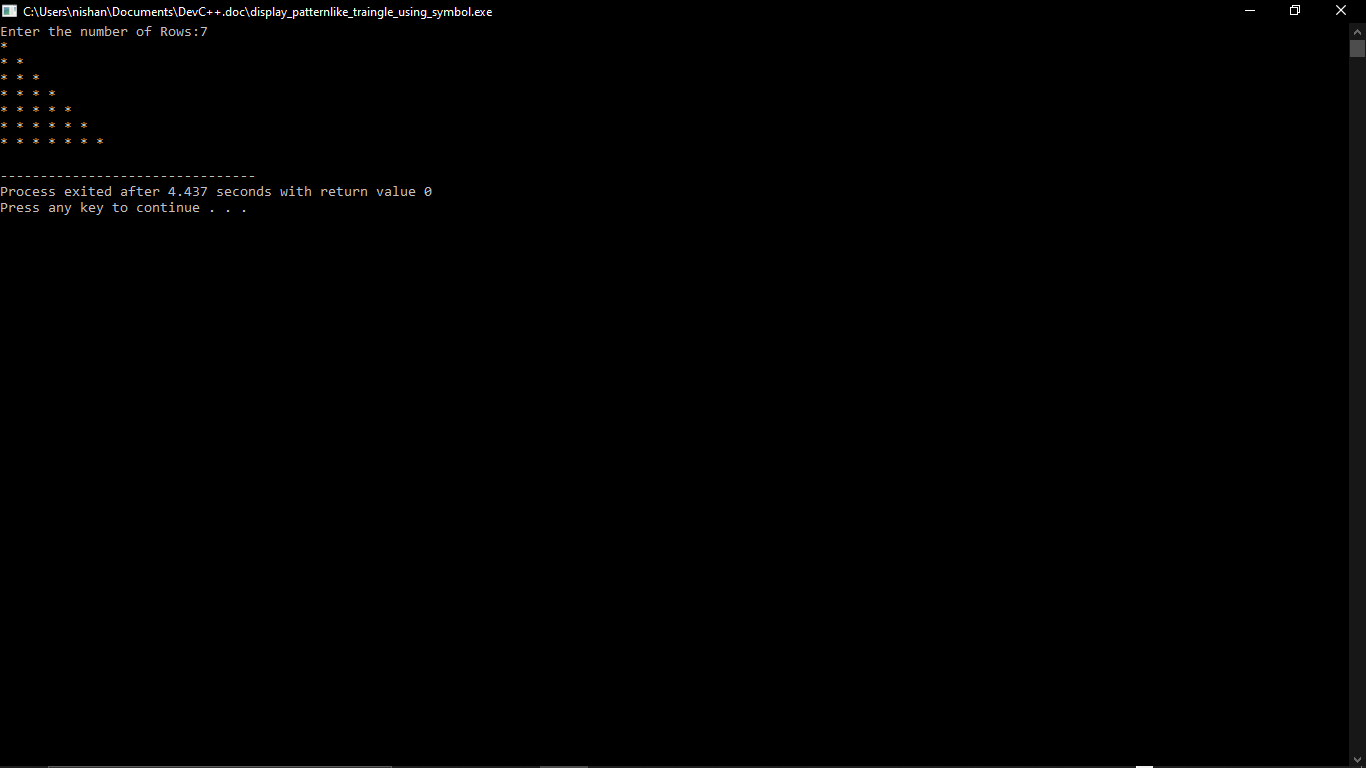 C:\Users\nishan\Documents\DevC++.doc\display_patternlike_traingle_using_symbol.exe
Enter the number of Rows:7
*
* *
* * *
* * * *
* * * * *
* * * * * *
* * * * * * *
--------------------------------
Process exited after 4.437 seconds with return value 0
Press any key to continue . . .